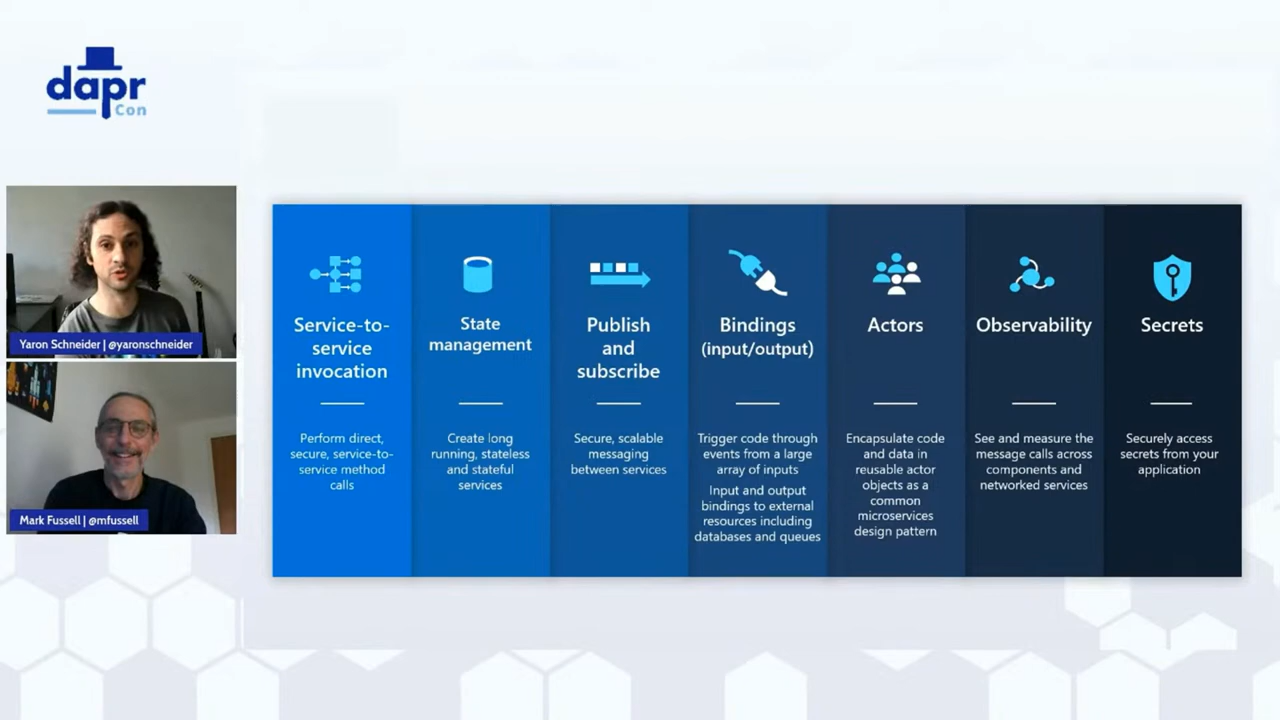 dapr
Con
Yaron Schneider | @yaronschneider
Mark Fussell | @mfussell
Service-to-
service
invocation
Perform direct,
secure, service-to-
service method
calls
State
management
Create long
running, stateless
and stateful
services
Publish
and
subscribe
Secure, scalable
messaging
between services
Bindings
(input/output)
Trigger code through
events from a large
array of inputs
Input and output
bindings to external
resources including
databases and queues
Actors
Encapsulate code
and data in
reusable actor
objects as a
common
microservices
design pattern
Observability
See and measure the
message calls across
components and
networked services
Secrets
Securely access
secrets from your
application